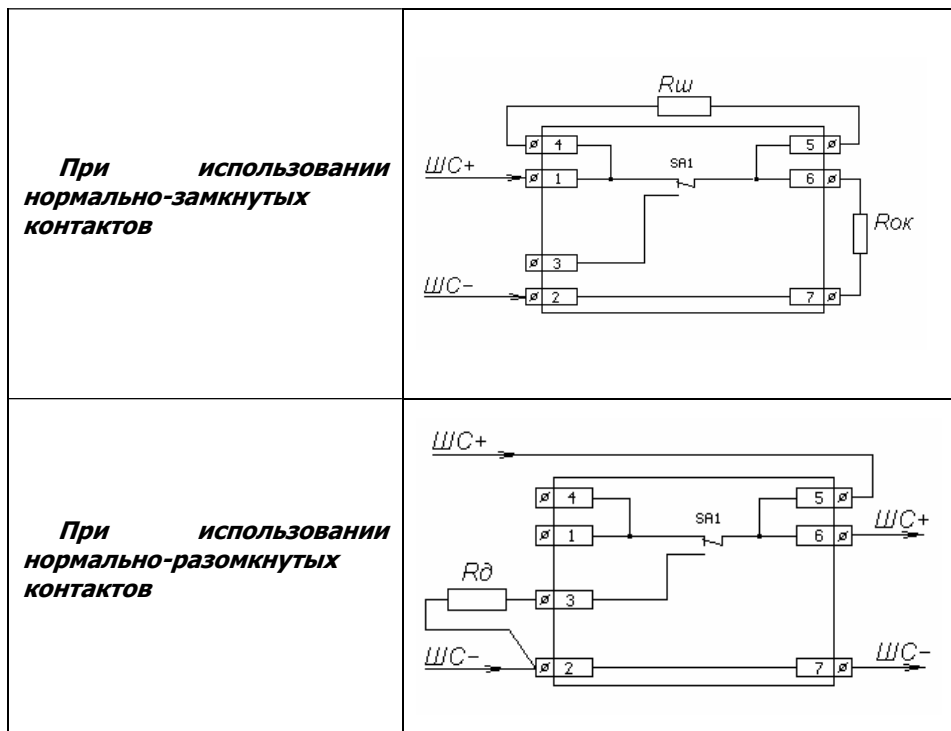 При использовании
нормально-замкнутых
контактов
Rш
4
5
SA1
ШС+
1
6
Rок
3
ШС-
2
7
При использовании
нормально-разомкнутых
контактов
ШС+
4
5
SA1
ШС+
1
6
Rд
3
ШС-
2
7
ШС-